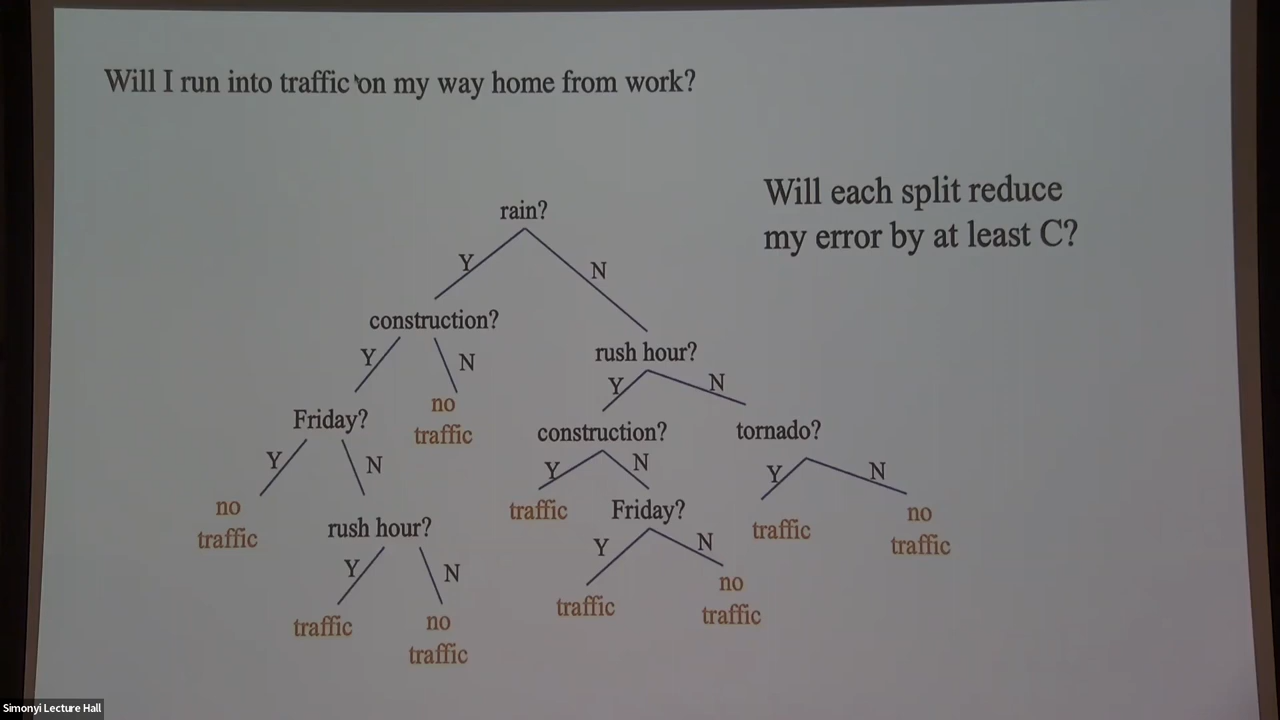 Will I run into traffic on my way home from work?
Will each split reduce
my error by at least C?
rain?
Y
N
construction?
rush hour?
Y
N
Y
N
Friday?
no
traffic
construction?
tornado?
Y
N
Y
N
Y
N
no
traffic
rush hour?
traffic
Friday?
traffic
no
traffic
Y
N
Y
N
traffic
no
traffic
traffic
no
traffic
Simonyi Lecture Hall